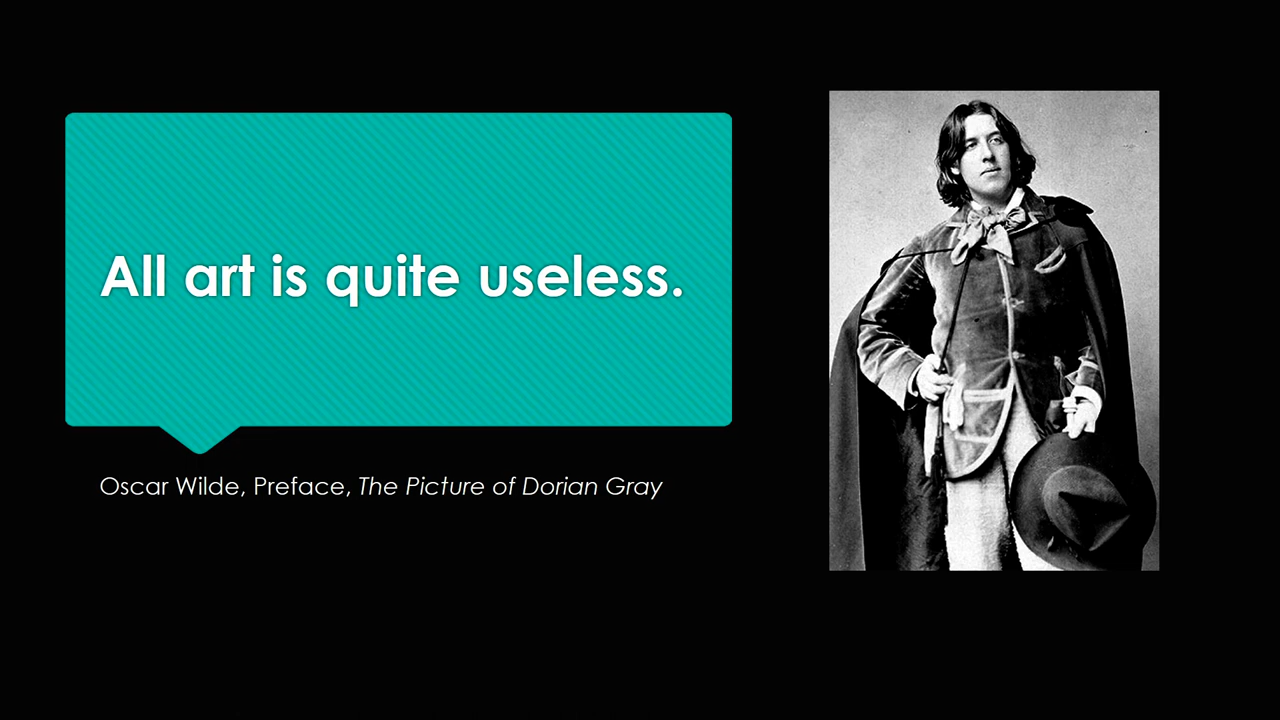 All art is quite useless.
Oscar Wilde, Preface, The Picture of Dorian Gray